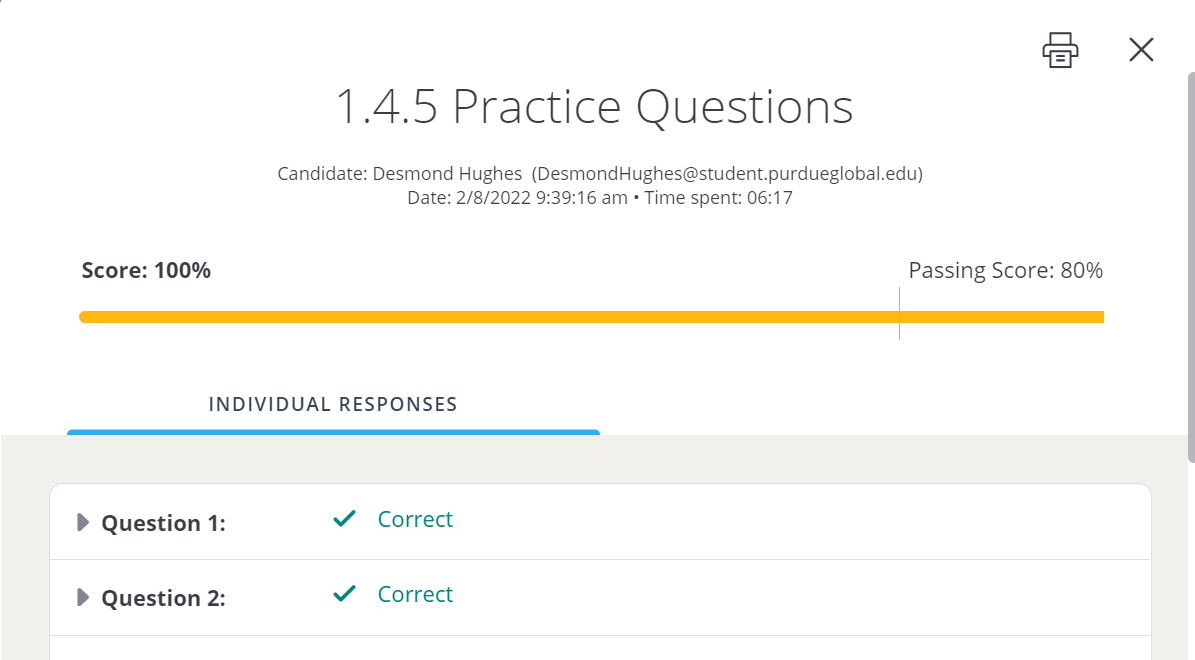 1.4.5 Practice Questions
Candidate: Desmond Hughes (DesmondHughes@student.purdueglobal.edu)
Date: 2/8/2022 9:39:16 am • Time spent: 06:17
Score: 100%
Passing Score: 80%
INDIVIDUAL RESPONSES
Question 1:
Correct
Question 2:
Correct